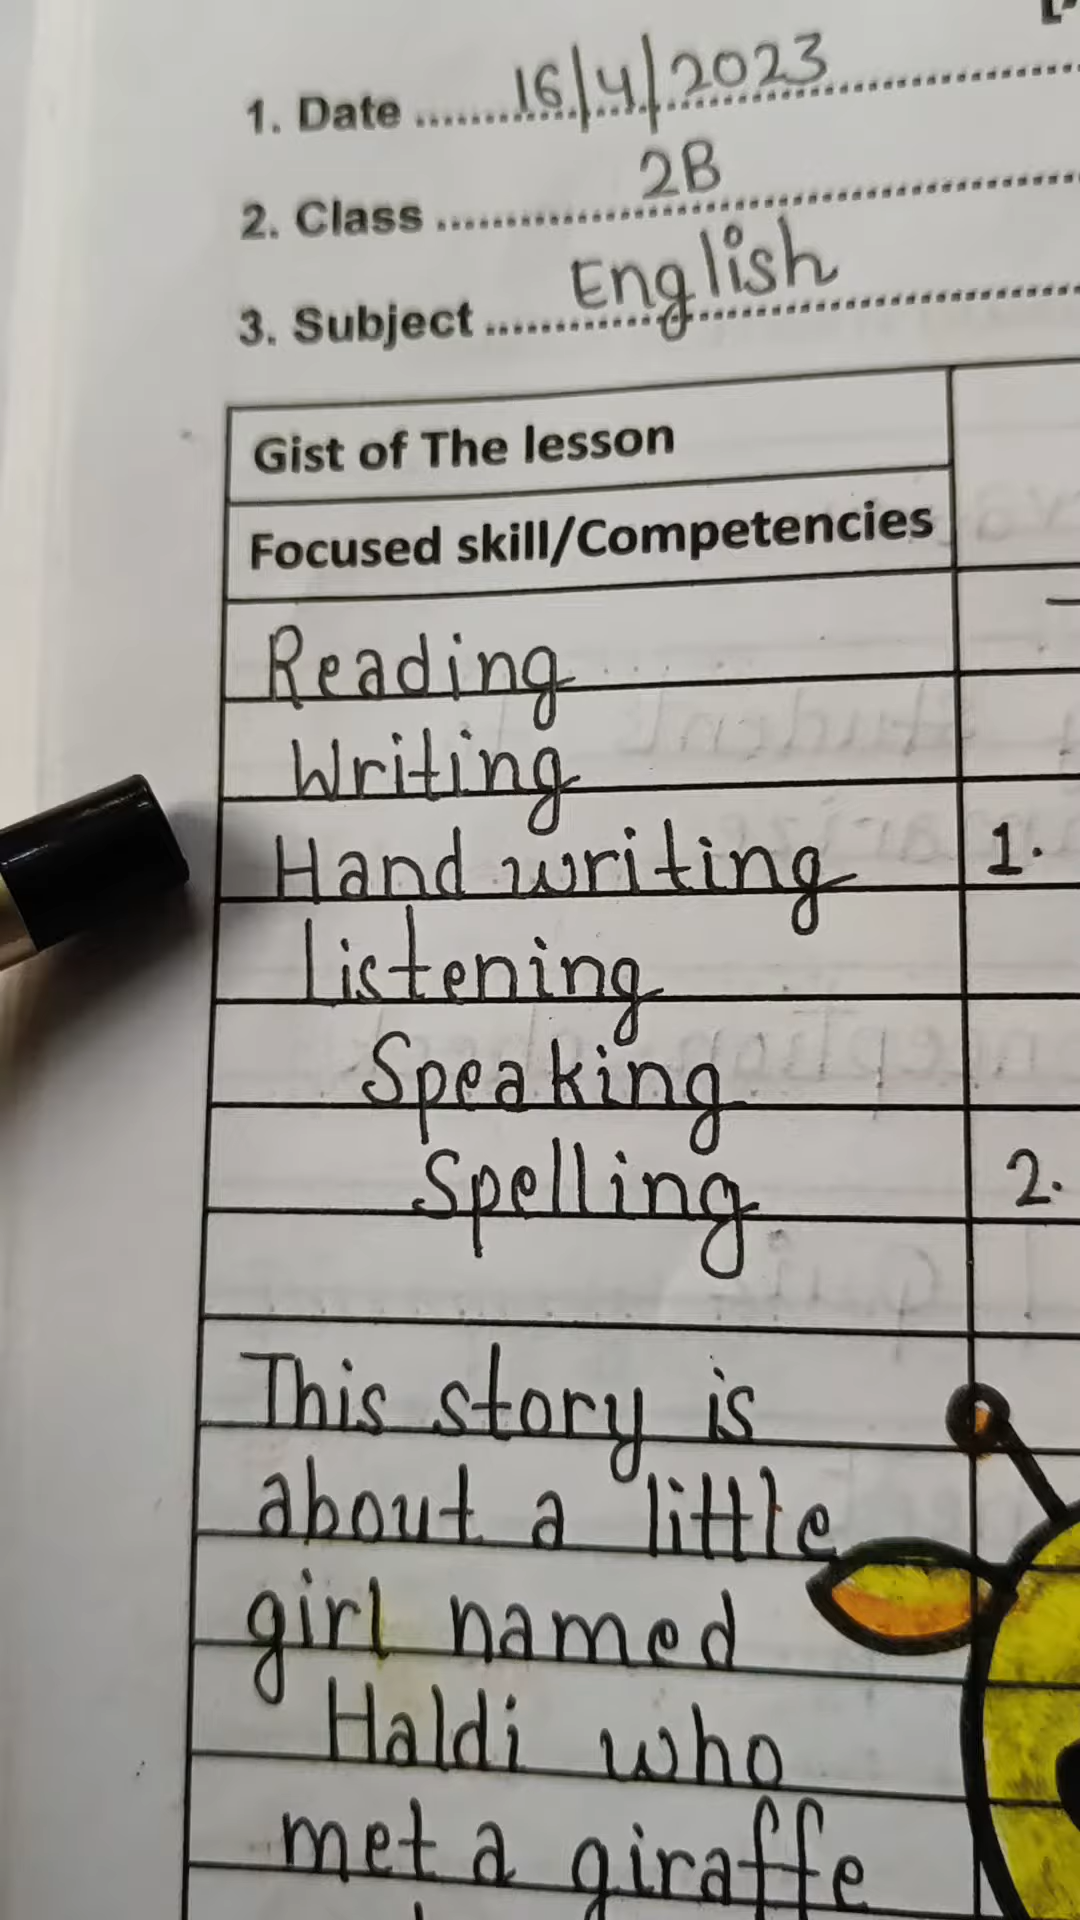 1. Date ........ 16/4/2023 ........
2. Class ........ 2B ........
3. Subject ........ English ........
Gist of The lesson
Focused skill/Competencies
Reading
Writing
Hand writing
1.
Listening
Speaking
Spelling
2.
This story is
about a little
girl named
Haldi who
met a giraffe